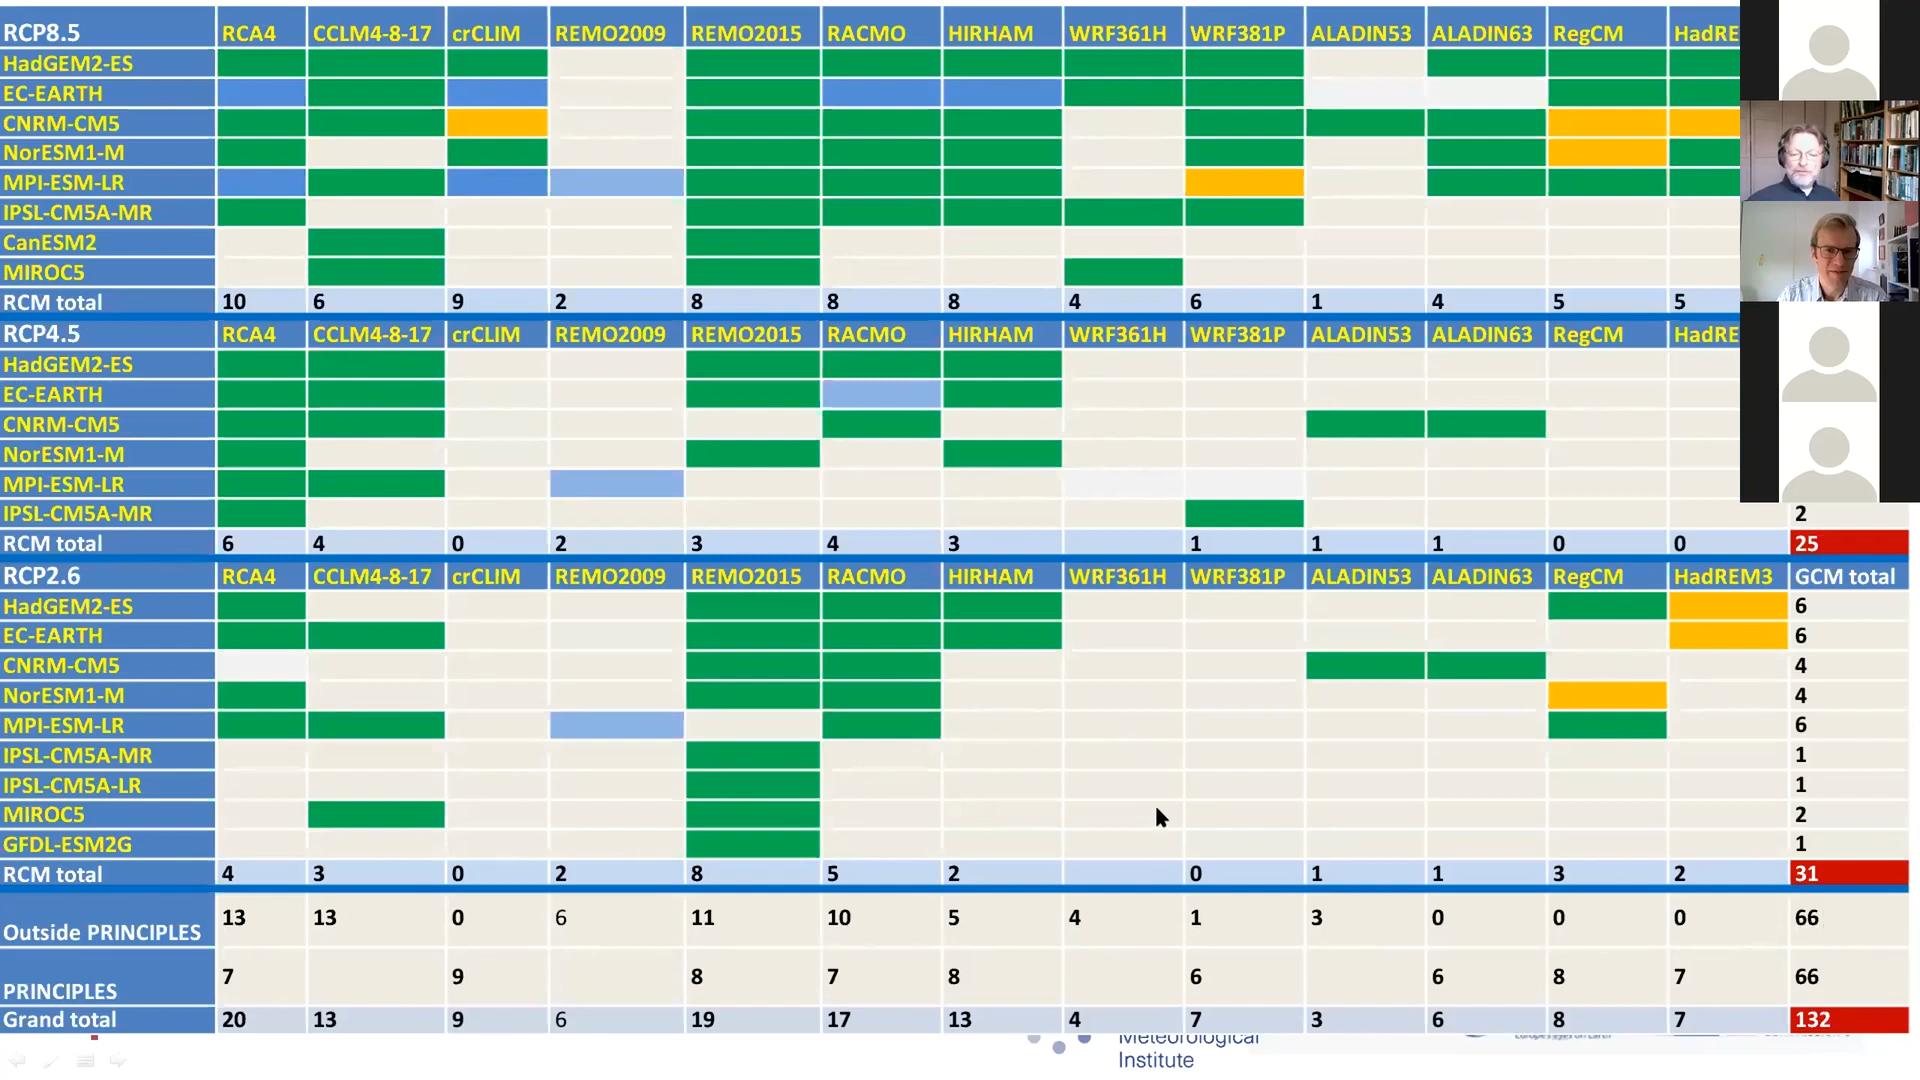 RCP8.5 RCA4 CCLM4-8-17 crCLIM REMO2009 REMO2015 RACMO HIRHAM WRF361H WRF381P ALADIN53 ALADIN63 RegCM HadRE
HadGEM2-ES
EC-EARTH
CNRM-CM5
NorESM1-M
MPI-ESM-LR
IPSL-CM5A-MR
CanESM2
MIROC5
RCM total 10 6 9 2 8 8 8 4 6 1 4 5 5
RCP4.5 RCA4 CCLM4-8-17 crCLIM REMO2009 REMO2015 RACMO HIRHAM WRF361H WRF381P ALADIN53 ALADIN63 RegCM HadRE
HadGEM2-ES
EC-EARTH
CNRM-CM5
NorESM1-M
MPI-ESM-LR
IPSL-CM5A-MR 2
RCM total 6 4 0 2 3 4 3 1 1 1 0 0 25
RCP2.6 RCA4 CCLM4-8-17 crCLIM REMO2009 REMO2015 RACMO HIRHAM WRF361H WRF381P ALADIN53 ALADIN63 RegCM HadREM3 GCM total
HadGEM2-ES 6
EC-EARTH 6
CNRM-CM5 4
NorESM1-M 4
MPI-ESM-LR 6
IPSL-CM5A-MR 1
IPSL-CM5A-LR 1
MIROC5 2
GFDL-ESM2G 1
RCM total 4 3 0 2 8 5 2 0 1 1 3 2 31
Outside PRINCIPLES 13 13 0 6 11 10 5 4 1 3 0 0 0 66
PRINCIPLES 7 9 8 7 8 6 6 8 7 66
Grand total 20 13 9 6 19 17 13 4 7 3 6 8 7 132
Meteorological
Institute